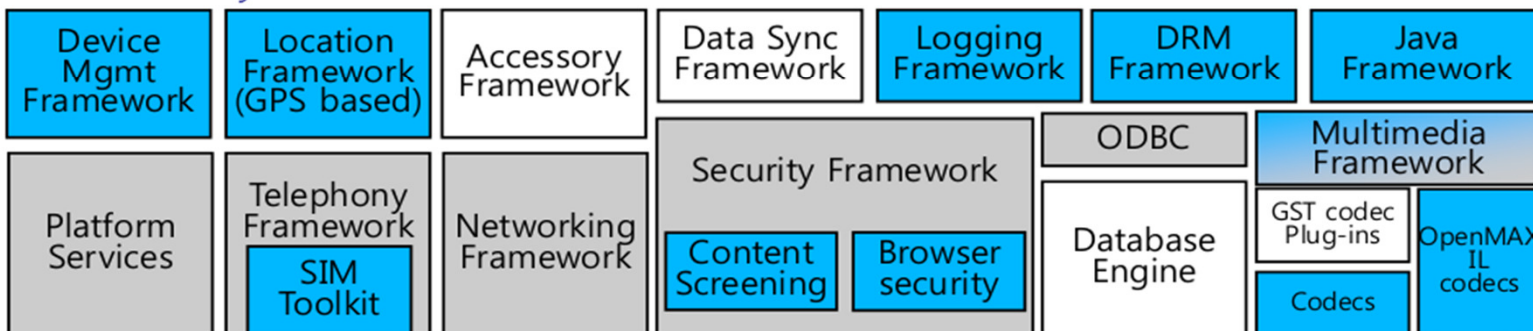 Device
Mgmt
Framework
Location
Framework
(GPS based)
Accessory
Framework
Data Sync
Framework
Logging
Framework
DRM
Framework
Java
Framework
Platform
Services
Telephony
Framework
SIM
Toolkit
Networking
Framework
Security Framework
Content
Screening
Browser
security
ODBC
Database
Engine
Multimedia
Framework
GST codec
Plug-ins
Codecs
OpenMAX
IL
codecs